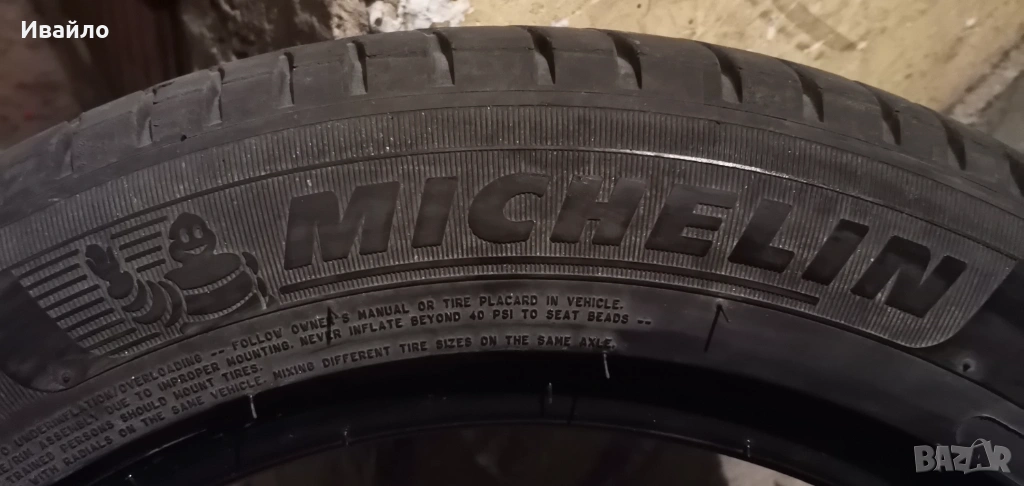 Ивайло
MICHELIN
UNDERINFLATION/OVERLOADING -- FOLLOW OWNER'S MANUAL OR TIRE PLACARD IN VEHICLE.
ASSEMBLY DUE TO IMPROPER MOUNTING. NEVER INFLATE BEYOND 40 PSI TO SEAT BEADS --
PERSONS SHOULD MOUNT TIRES.
WITH RADIALS ON THE SAME VEHICLE. MIXING DIFFERENT TIRE SIZES ON THE SAME AXLE.
BAZAR